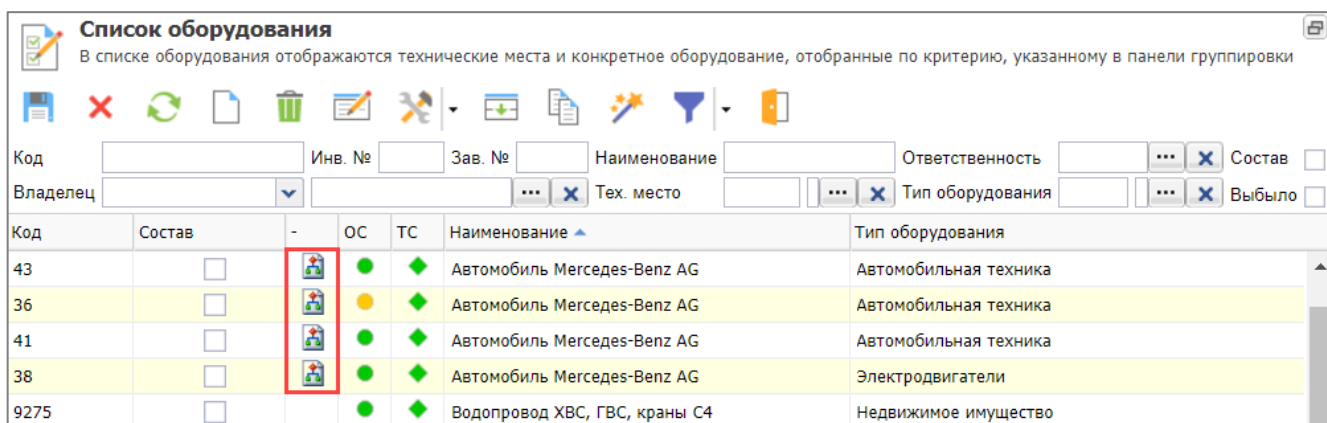 Список оборудования
В списке оборудования отображаются технические места и конкретное оборудование, отобранные по критерию, указанному в панели группировки
Код Инв. № Зав. № Наименование Ответственность Состав
Владелец Тех. место Тип оборудования Выбыло
Код Состав - ОС ТС Наименование Тип оборудования
43 Автомобиль Mercedes-Benz AG Автомобильная техника
36 Автомобиль Mercedes-Benz AG Автомобильная техника
41 Автомобиль Mercedes-Benz AG Автомобильная техника
38 Автомобиль Mercedes-Benz AG Электродвигатели
9275 Водопровод ХВС, ГВС, краны С4 Недвижимое имущество